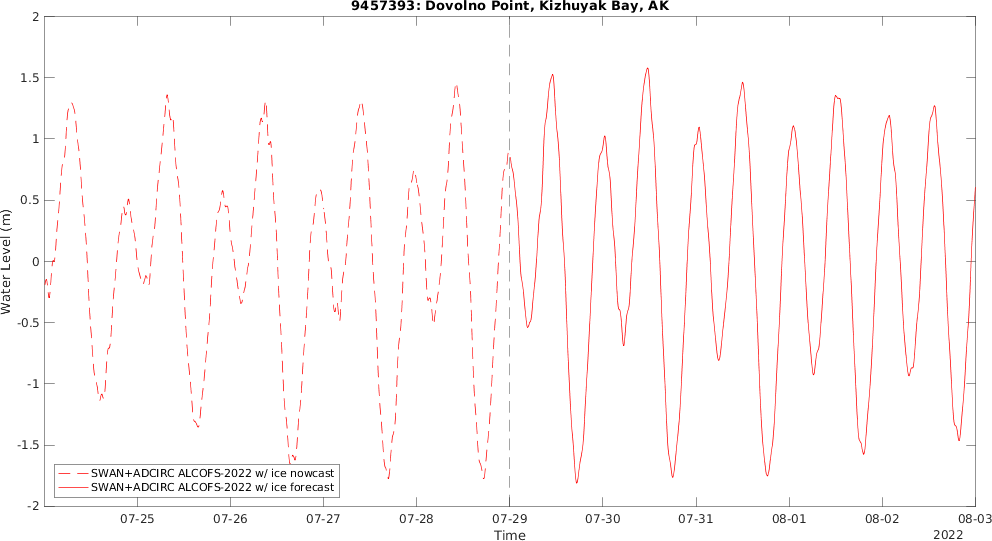 9457393: Dovolno Point, Kizhuyak Bay, AK
Water Level (m)
2
1.5
1
0.5
0
-0.5
-1
-1.5
-2
SWAN+ADCIRC ALCOFS-2022 w/ ice nowcast
SWAN+ADCIRC ALCOFS-2022 w/ ice forecast
07-25 07-26 07-27 07-28 07-29 07-30 07-31 08-01 08-02 08-03
Time
2022